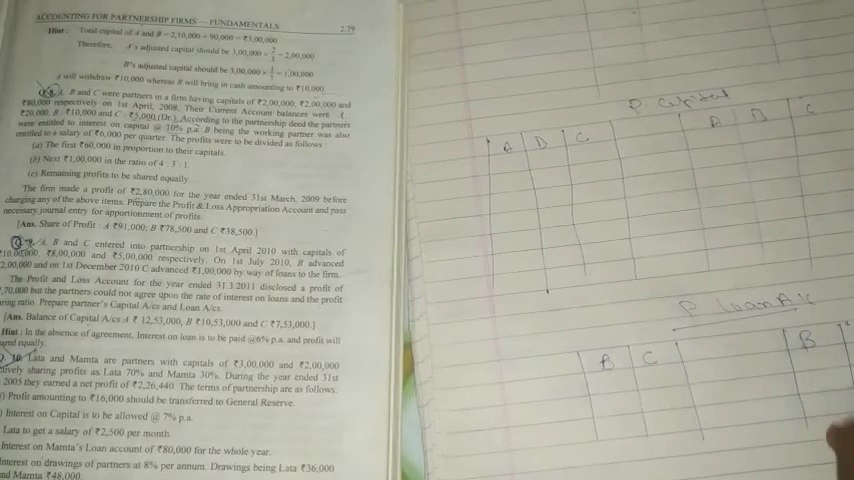 ACCOUNTING FOR PARTNERSHIP FIRMS — FUNDAMENTALS 2.79
Hint : Total capital of A and B = 2,10,000 + 90,000 = ₹3,00,000
Therefore, A's adjusted capital should be 3,00,000 × 2/3 = 2,00,000
B's adjusted capital should be 3,00,000 × 1/3 = 1,00,000
A will withdraw ₹10,000 whereas B will bring in cash amounting to ₹10,000.
Q. 8. A, B and C were partners in a firm having capitals of ₹2,00,000, ₹2,00,000 and
₹80,000 respectively on 1st April, 2008. Their Current Account balances were A :
₹20,000; B : ₹10,000 and C : ₹5,000 (Dr.). According to the partnership deed the partners
were entitled to interest on capital @ 10% p.a. B being the working partner was also
entitled to a salary of ₹6,000 per quarter. The profits were to be divided as follows :
(a) The first ₹60,000 in proportion to their capitals.
(b) Next ₹1,00,000 in the ratio of 4 : 3 : 1.
(c) Remaining profits to be shared equally.
The firm made a profit of ₹2,80,000 for the year ended 31st March, 2009 before
charging any of the above items. Prepare the Profit & Loss Appropriation Account and pass
necessary journal entry for apportionment of profits.
[Ans. Share of Profit : A ₹91,000; B ₹78,500 and C ₹38,500.]
Q. 9. A, B and C entered into partnership on 1st April 2010 with capitals of
₹10,00,000, ₹8,00,000 and ₹5,00,000 respectively. On 1st July 2010, B advanced
2,00,000 and on 1st December 2010 C advanced ₹1,00,000 by way of loans to the firm.
The Profit and Loss Account for the year ended 31.3.2011 disclosed a profit of
,70,000 but the partners could not agree upon the rate of interest on loans and the profit
ring ratio. Prepare partner's Capital A/cs and Loan A/cs.
[Ans. Balance of Capital A/cs A ₹ 12,53,000, B ₹10,53,000 and C ₹7,53,000.]
Hint : In the absence of agreement, Interest on loan is to be paid @6% p.a. and profit will
ared equally.
Q. 10. Lata and Mamta are partners with capitals of ₹3,00,000 and ₹2,00,000
ctively sharing profits as Lata 70% and Mamta 30%. During the year ended 31st
2005 they earned a net profit of ₹2,26,440. The terms of partnership are as follows:
) Profit amounting to ₹16,000 should be transferred to General Reserve.
) Interest on Capital is to be allowed @ 7% p.a.
Lata to get a salary of ₹2,500 per month.
Interest on Mamta's Loan account of ₹80,000 for the whole year.
Interest on drawings of partners at 8% per annum. Drawings being Lata ₹36,000
nd Mamta ₹48,000.
P Capital
A B C A B C
P loan A/c
B C B